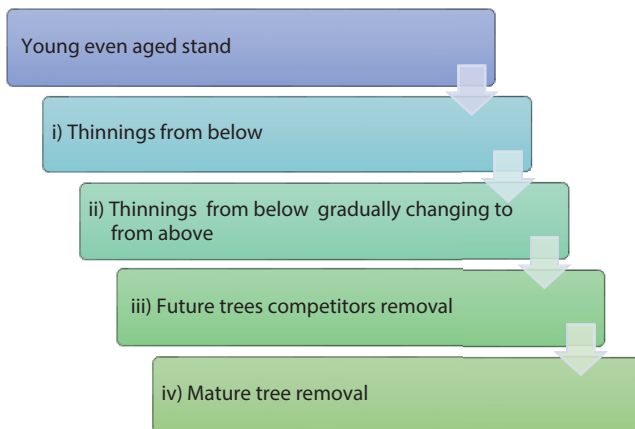 Young even aged stand
i) Thinnings from below
ii) Thinnings from below gradually changing to
from above
iii) Future trees competitors removal
iv) Mature tree removal